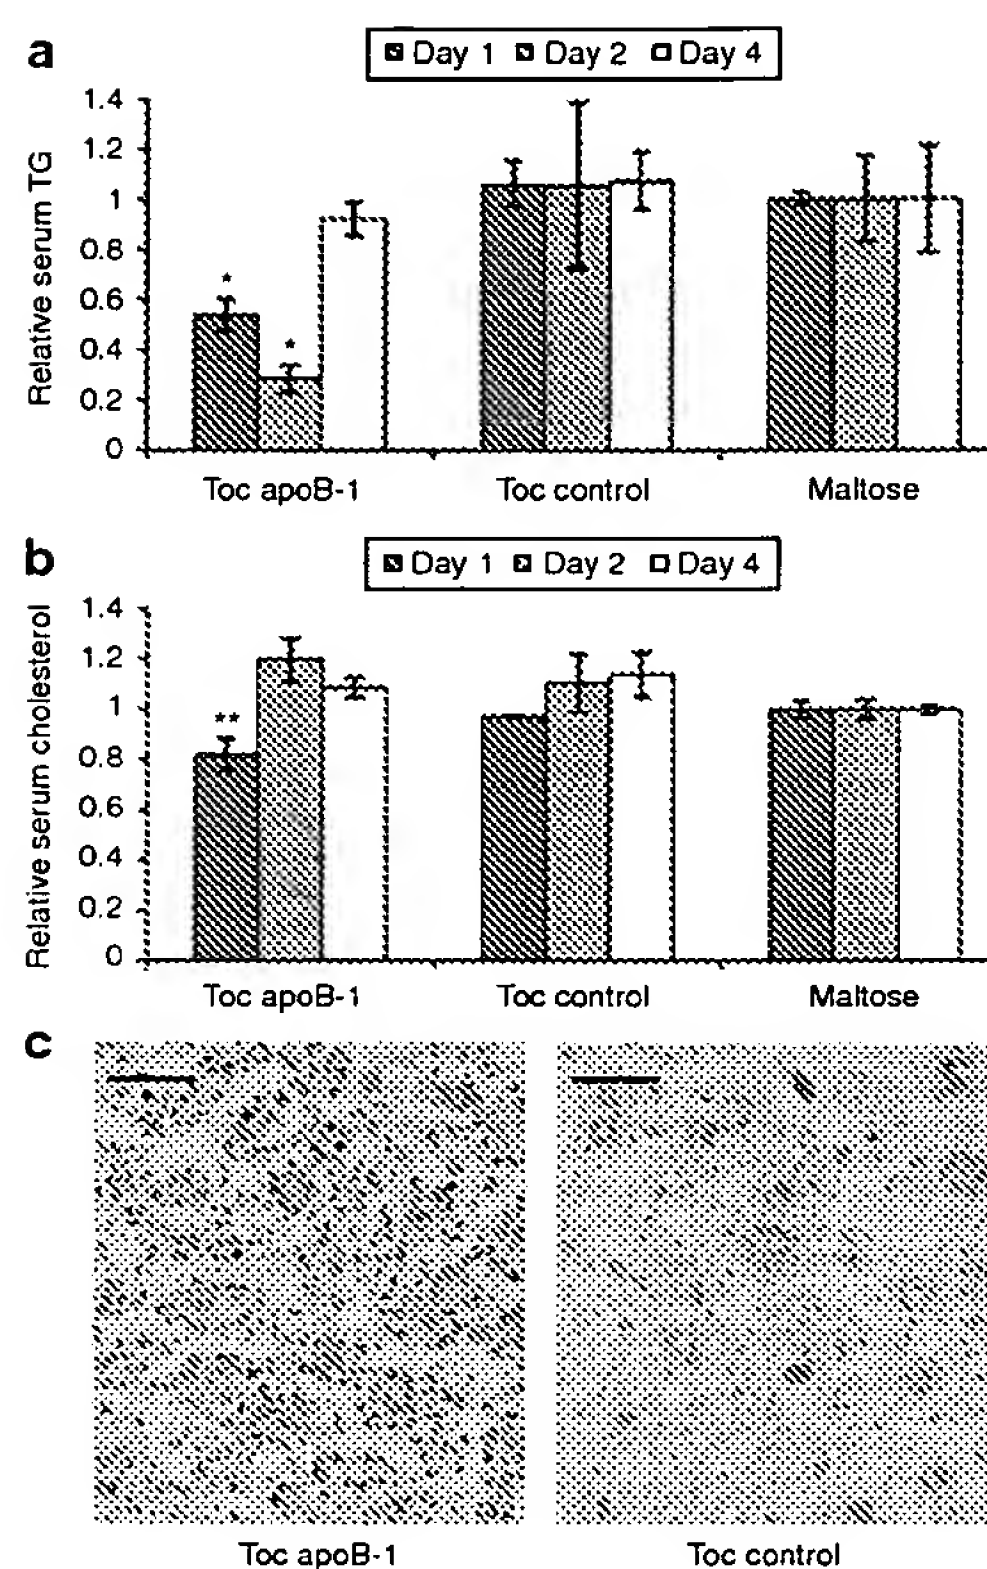 a
Day 1 Day 2 Day 4
Relative serum TG
1.4
1.2
1
0.8
0.6
0.4
0.2
0
*
*
Toc apoB-1 Toc control Maltose
b
Day 1 Day 2 Day 4
Relative serum cholesterol
1.4
1.2
1
0.8
0.6
0.4
0.2
0
**
Toc apoB-1 Toc control Maltose
c
Toc apoB-1 Toc control